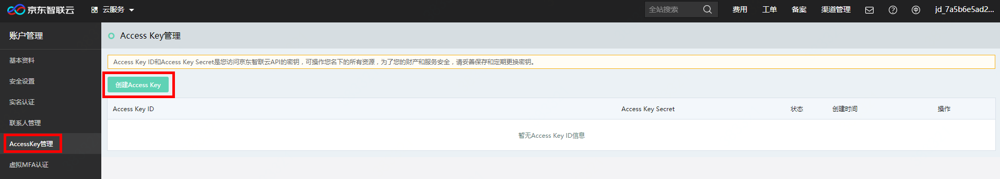 京东智联云 云服务 全站搜索 费用 工单 备案 渠道管理 jd_7a5b6e5ad2...
账户管理
基本资料
安全设置
实名认证
联系人管理
AccessKey管理
虚拟MFA认证
Access Key管理
Access Key ID和Access Key Secret是您访问京东智联云API的密钥，可操作您名下的所有资源，为了您的财产和服务安全，请妥善保存和定期更换密钥。
创建Access Key
Access Key ID Access Key Secret 状态 创建时间 操作
暂无Access Key ID信息